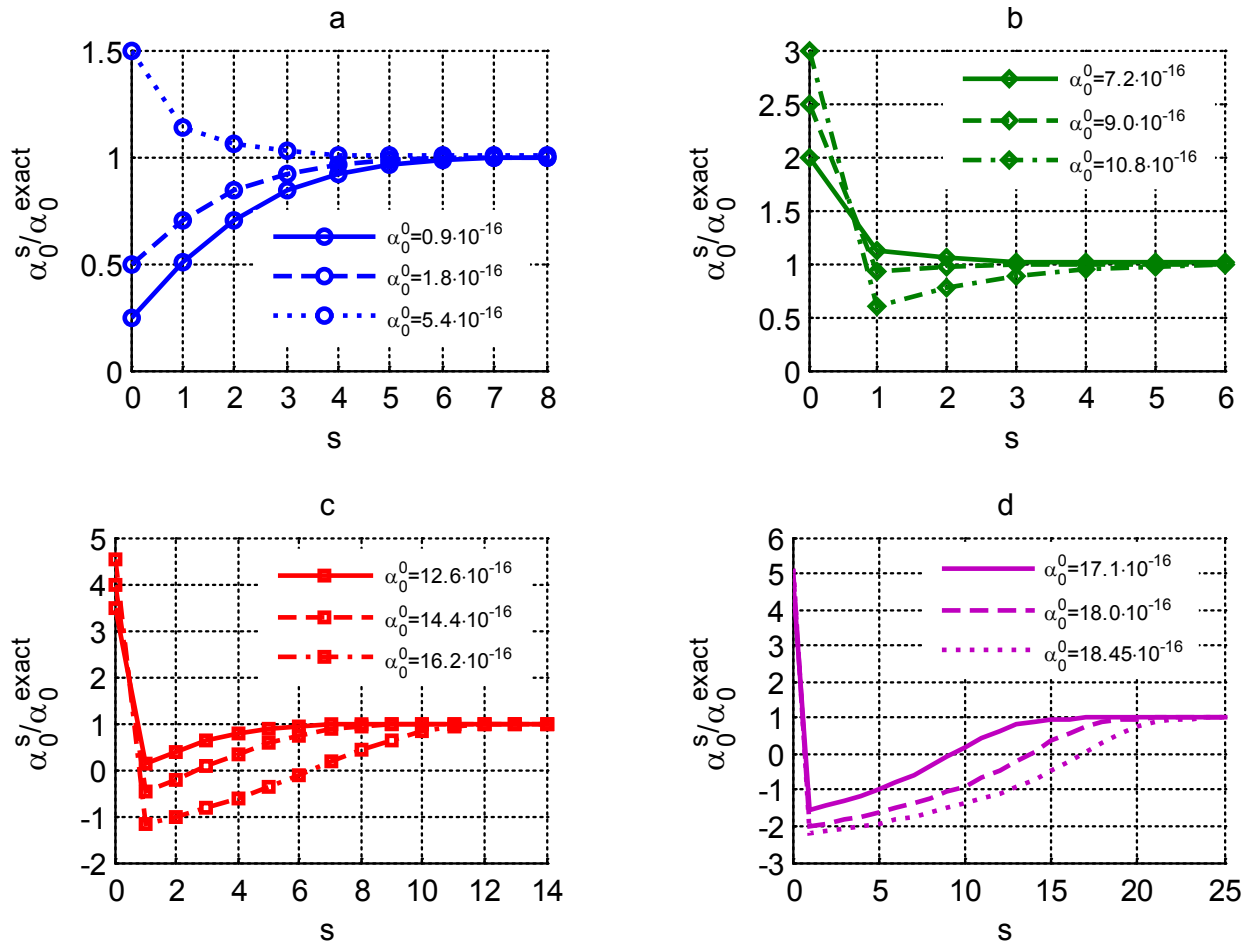 a
1.5
1
0.5
0
0 1 2 3 4 5 6 7 8
s
α₀ˢ/α₀ᵉˣᵃᶜᵗ
α₀⁰=0.9·10⁻¹⁶
α₀⁰=1.8·10⁻¹⁶
α₀⁰=5.4·10⁻¹⁶
b
3
2.5
2
1.5
1
0.5
0
0 1 2 3 4 5 6
s
α₀ˢ/α₀ᵉˣᵃᶜᵗ
α₀⁰=7.2·10⁻¹⁶
α₀⁰=9.0·10⁻¹⁶
α₀⁰=10.8·10⁻¹⁶
c
5
4
3
2
1
0
-1
-2
0 2 4 6 8 10 12 14
s
α₀ˢ/α₀ᵉˣᵃᶜᵗ
α₀⁰=12.6·10⁻¹⁶
α₀⁰=14.4·10⁻¹⁶
α₀⁰=16.2·10⁻¹⁶
d
6
5
4
3
2
1
0
-1
-2
-3
0 5 10 15 20 25
s
α₀ˢ/α₀ᵉˣᵃᶜᵗ
α₀⁰=17.1·10⁻¹⁶
α₀⁰=18.0·10⁻¹⁶
α₀⁰=18.45·10⁻¹⁶